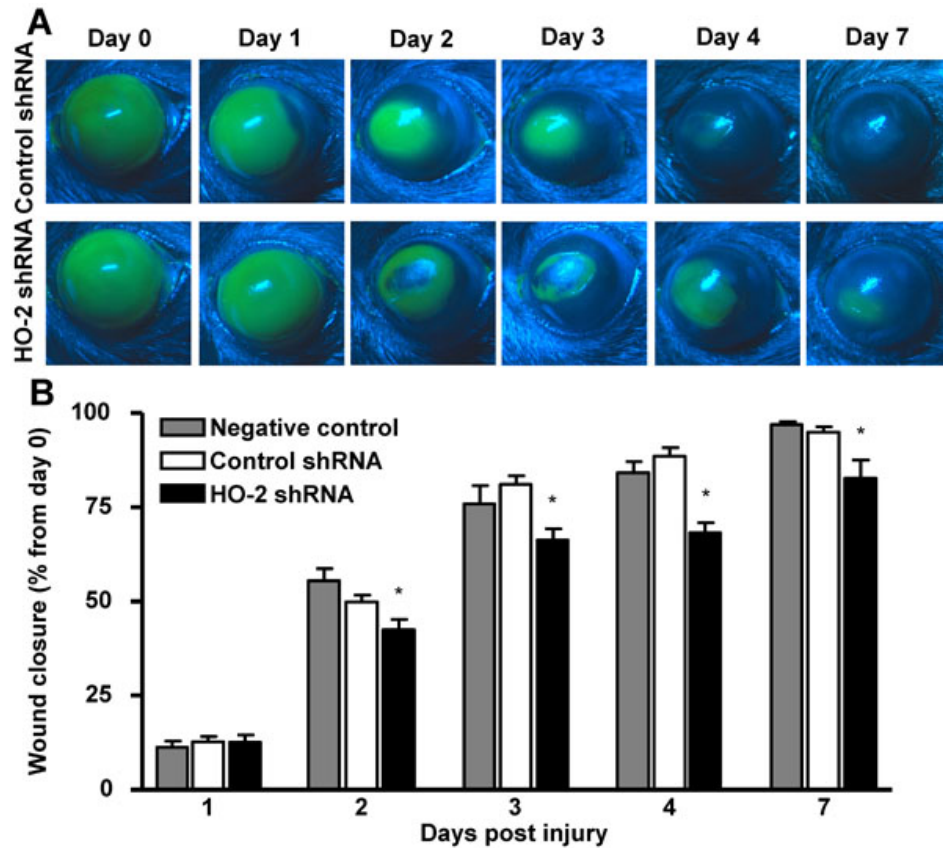 A
Day 0 Day 1 Day 2 Day 3 Day 4 Day 7
Control shRNA
HO-2 shRNA
B
Wound closure (% from day 0)
100
75
50
25
0
Negative control
Control shRNA
HO-2 shRNA
* * * *
1 2 3 4 7
Days post injury